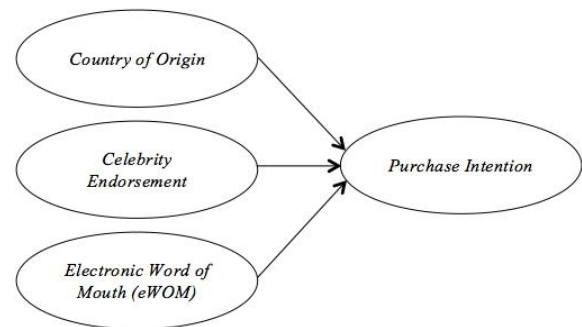 Country of Origin
Celebrity
Endorsement
Purchase Intention
Electronic Word of
Mouth (eWOM)